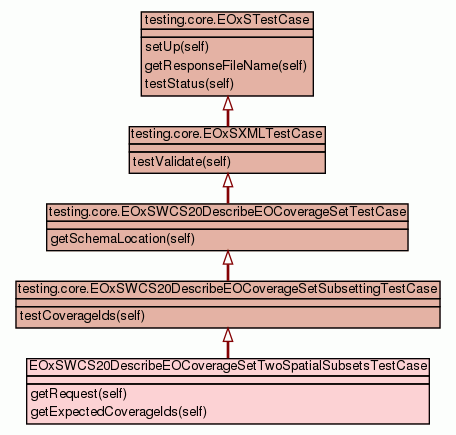 testing.core.EOxSTestCase
setUp(self)
getResponseFileName(self)
testStatus(self)
testing.core.EOxSXMLTestCase
testValidate(self)
testing.core.EOxSWCS20DescribeEOCoverageSetTestCase
getSchemaLocation(self)
testing.core.EOxSWCS20DescribeEOCoverageSetSubsettingTestCase
testCoverageIds(self)
EOxSWCS20DescribeEOCoverageSetTwoSpatialSubsetsTestCase
getRequest(self)
getExpectedCoverageIds(self)